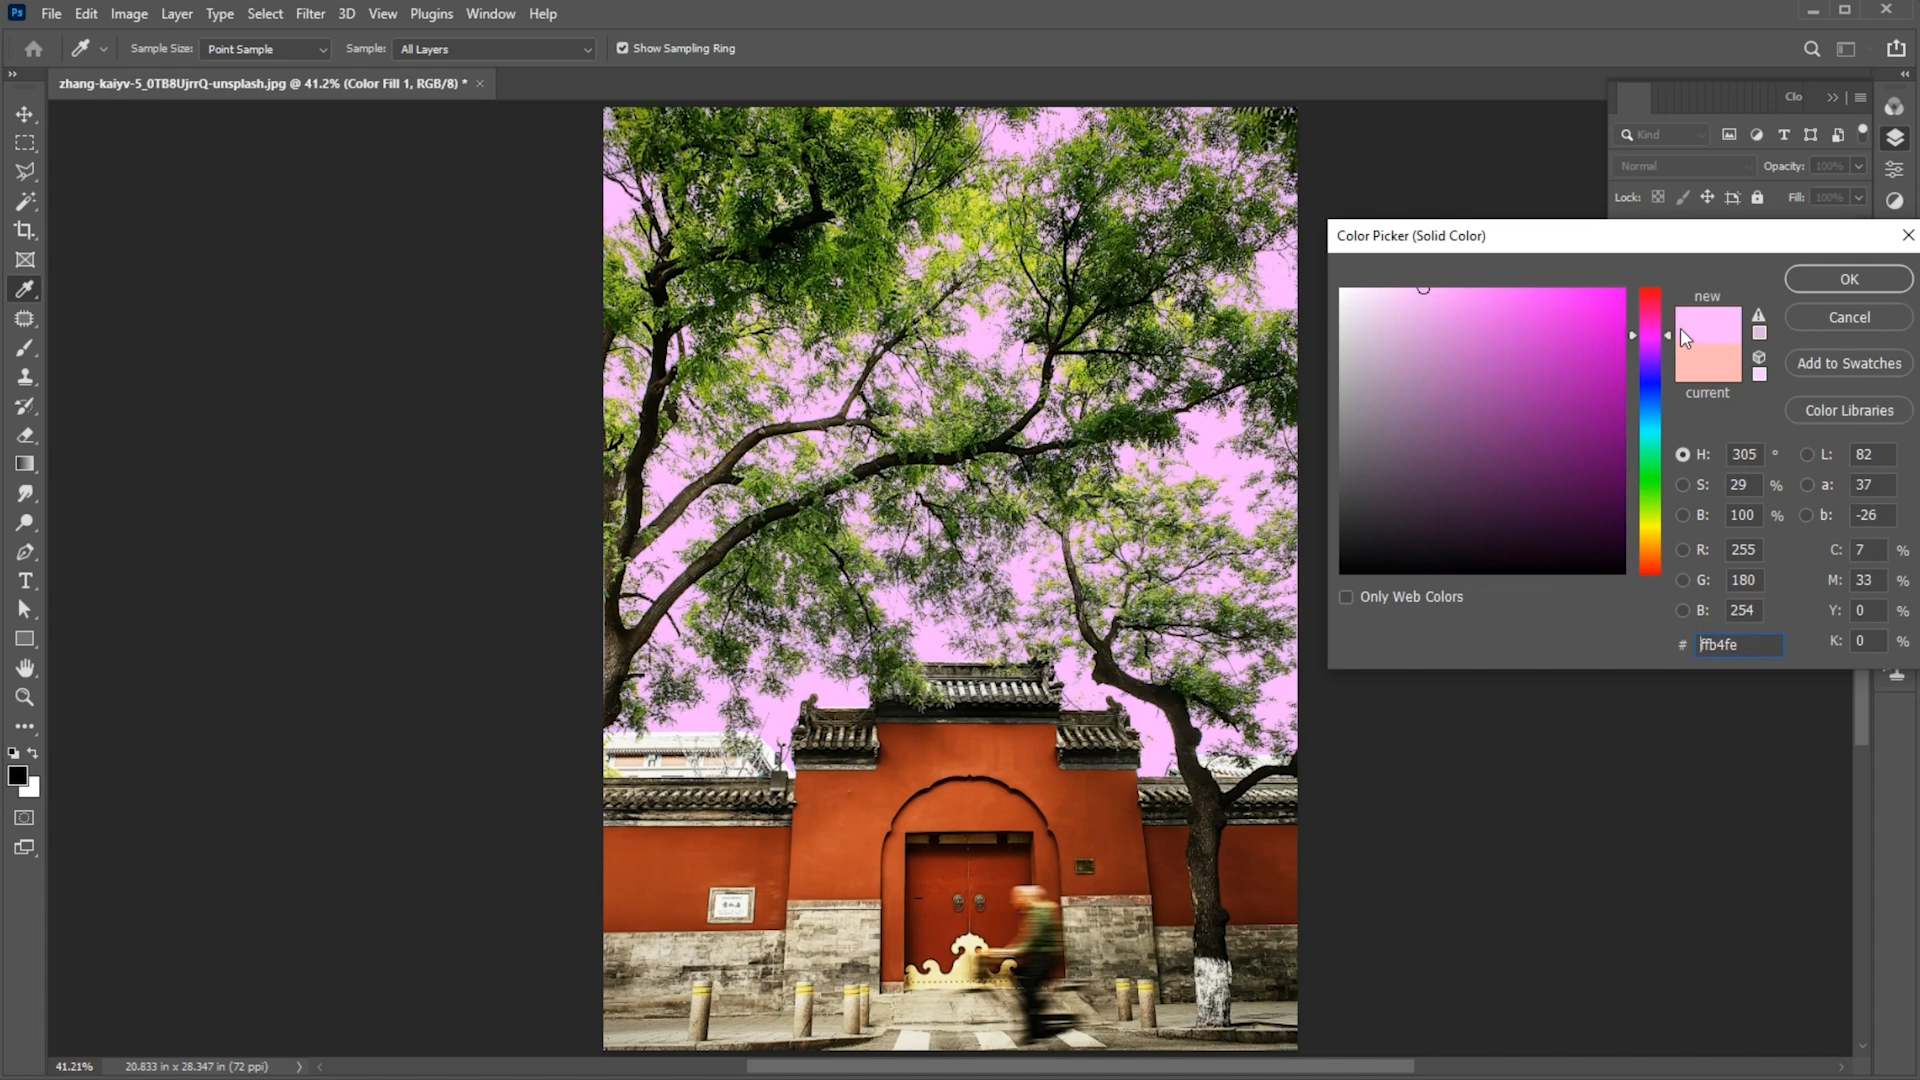 Ps File Edit Image Layer Type Select Filter 3D View Plugins Window Help
Sample Size: Point Sample Sample: All Layers Show Sampling Ring
zhang-kaiyv-5_0TB8UjrrQ-unsplash.jpg @ 41.2% (Color Fill 1, RGB/8) *
Clo
Kind
Normal Opacity: 100%
Lock: Fill: 100%
Color Picker (Solid Color)
new
current
OK
Cancel
Add to Swatches
Color Libraries
H: 305 ° L: 82
S: 29 % a: 37
B: 100 % b: -26
R: 255 C: 7 %
G: 180 M: 33 %
B: 254 Y: 0 %
# ffb4fe K: 0 %
Only Web Colors
41.21% 20.833 in x 28.347 in (72 ppi)